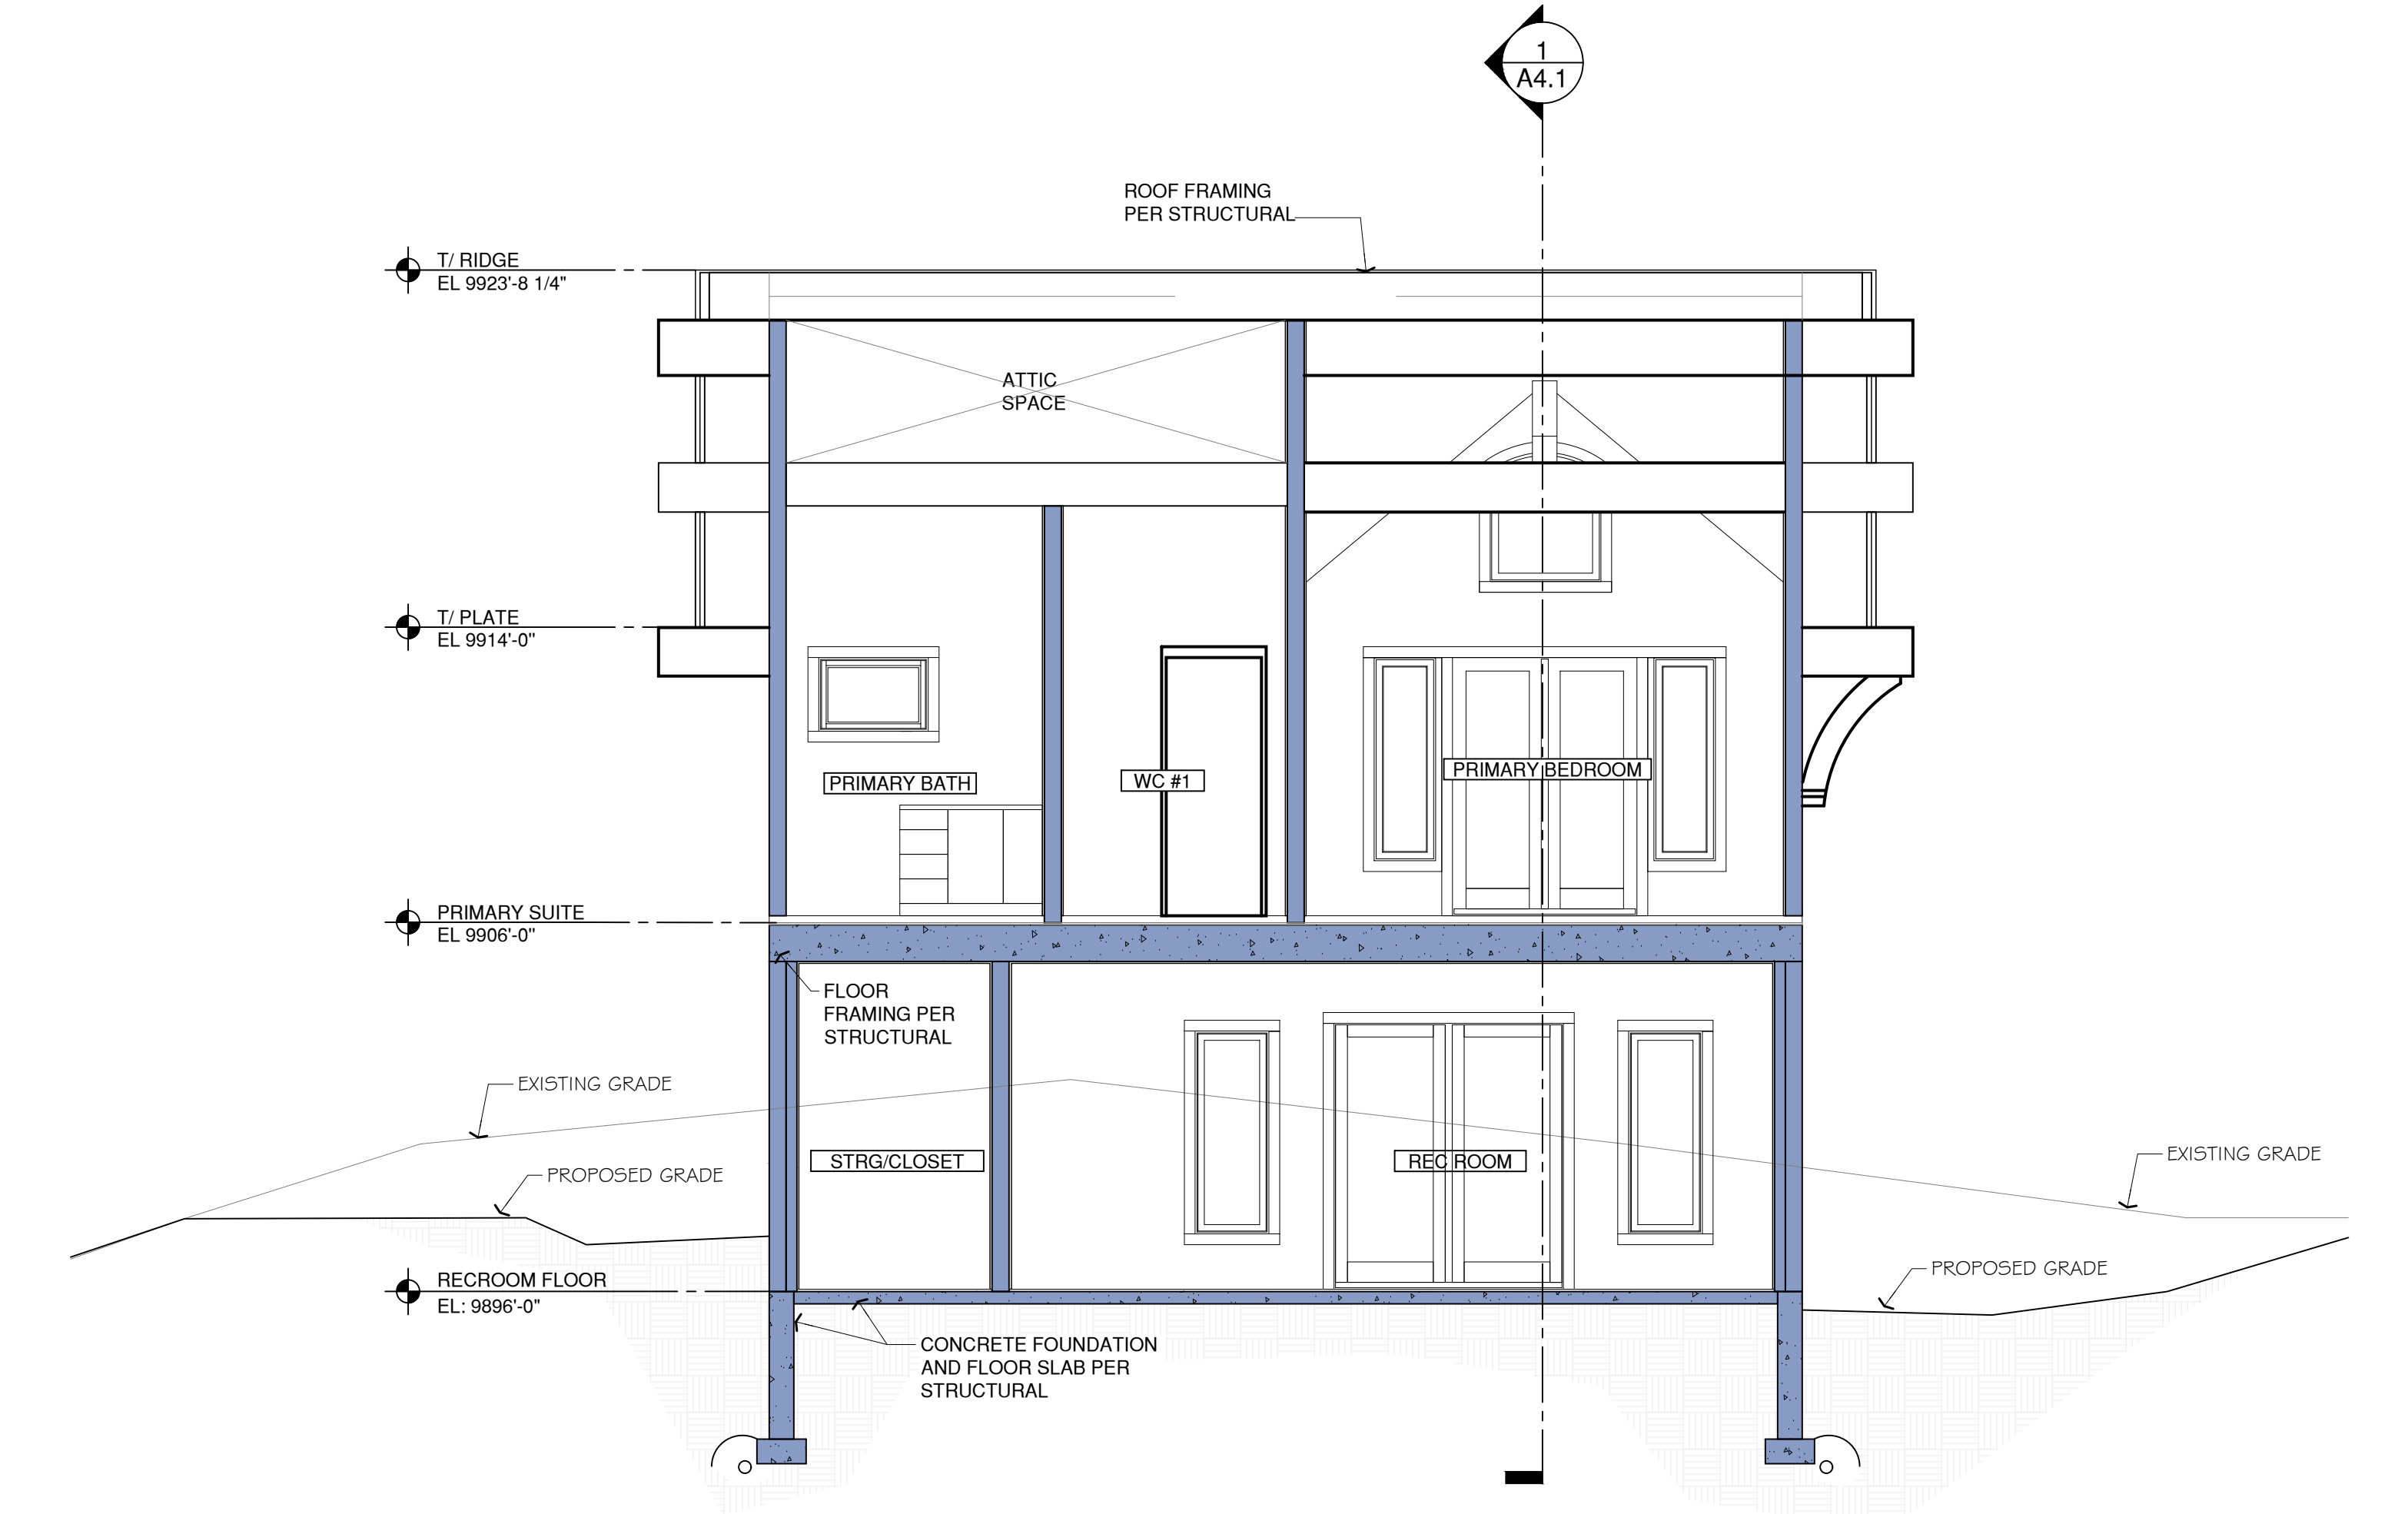 1
A4.1
ROOF FRAMING
PER STRUCTURAL
T/ RIDGE
EL 9923'-8 1/4"
ATTIC
SPACE
T/ PLATE
EL 9914'-0"
PRIMARY BATH
WC #1
PRIMARY BEDROOM
PRIMARY SUITE
EL 9906'-0"
FLOOR
FRAMING PER
STRUCTURAL
EXISTING GRADE
PROPOSED GRADE
STRG/CLOSET
REC ROOM
EXISTING GRADE
PROPOSED GRADE
RECROOM FLOOR
EL: 9896'-0"
CONCRETE FOUNDATION
AND FLOOR SLAB PER
STRUCTURAL